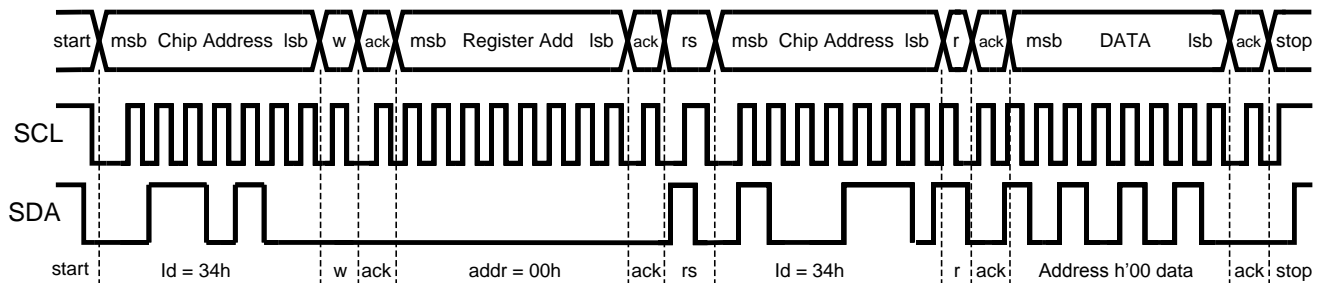 start msb Chip Address lsb w ack msb Register Add lsb ack rs msb Chip Address lsb r ack msb DATA lsb ack stop
SCL
SDA
start Id = 34h w ack addr = 00h ack rs Id = 34h r ack Address h'00 data ack stop